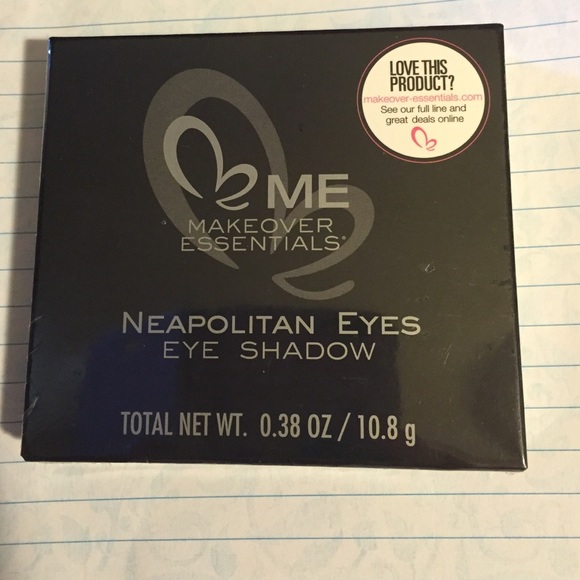 LOVE THIS
PRODUCT?
makeover-essentials.com
See our full line and
great deals online
ME
MAKEOVER
ESSENTIALS®
NEAPOLITAN EYES
EYE SHADOW
TOTAL NET WT. 0.38 OZ / 10.8 g